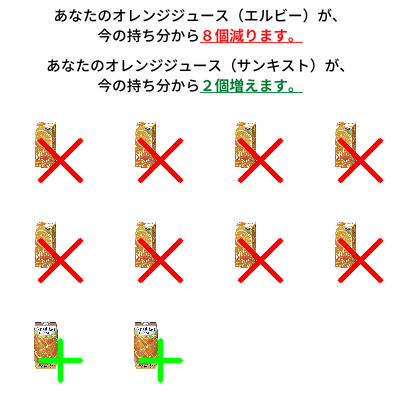 あなたのオレンジジュース（エルビー）が、
今の持ち分から８個減ります。
あなたのオレンジジュース（サンキスト）が、
今の持ち分から２個増えます。